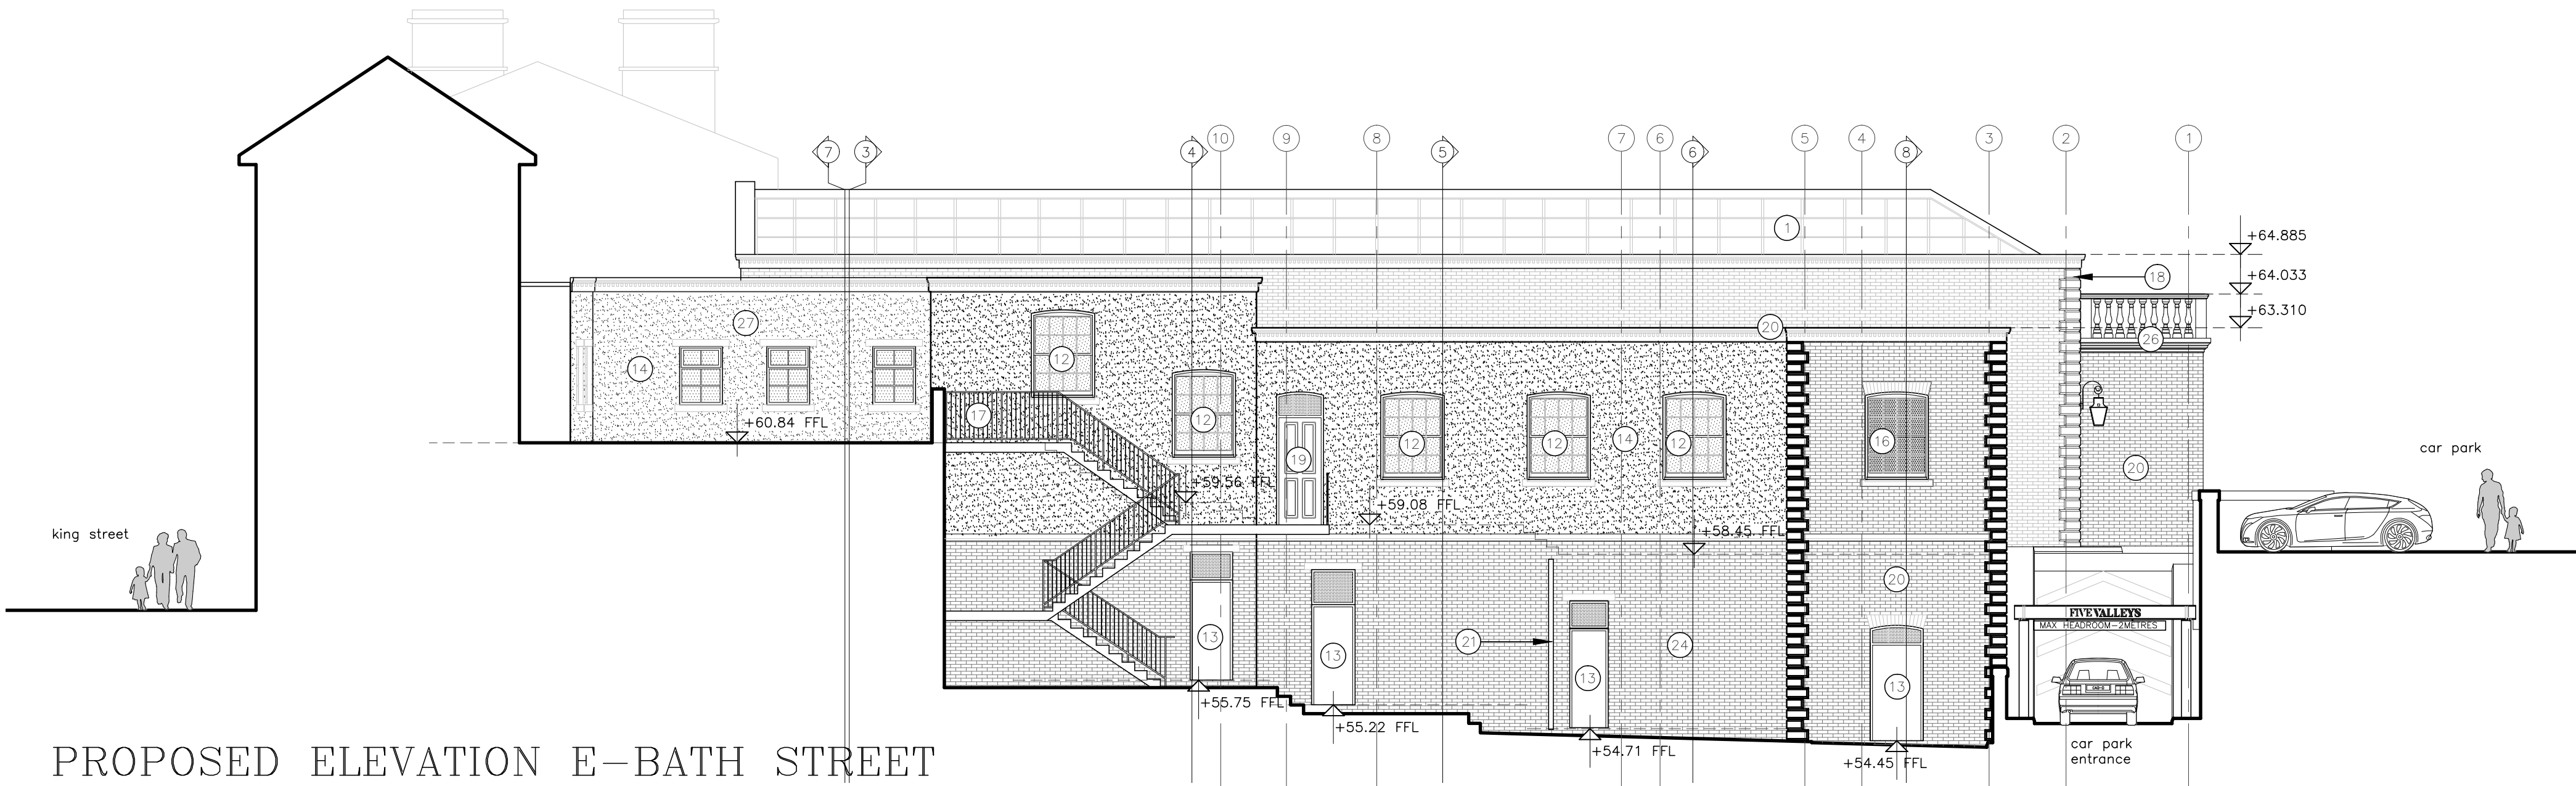 7
3
4
10
9
8
5
7
6
6
5
4
8
3
2
1
1
+64.885
+64.033
18
+63.310
20
26
27
14
12
17
12
12
12
14
12
16
19
20
+60.84 FFL
+59.56 FFL
+59.08 FFL
+58.45 FFL
car park
king street
20
FIVE VALLEYS
MAX HEADROOM-2METRES
13
13
21
13
24
13
+55.75 FFL
+55.22 FFL
+54.71 FFL
+54.45 FFL
car park
entrance
PROPOSED ELEVATION E-BATH STREET